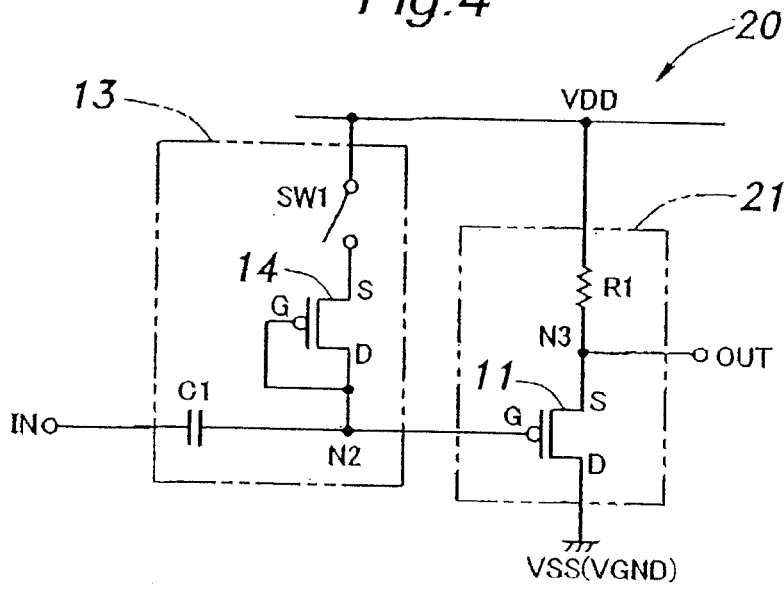 Fig.4
20
13
VDD
SW1
21
14
S
G
R1
D
N3
OUT
C1
11
S
IN
G
N2
D
VSS(VGND)